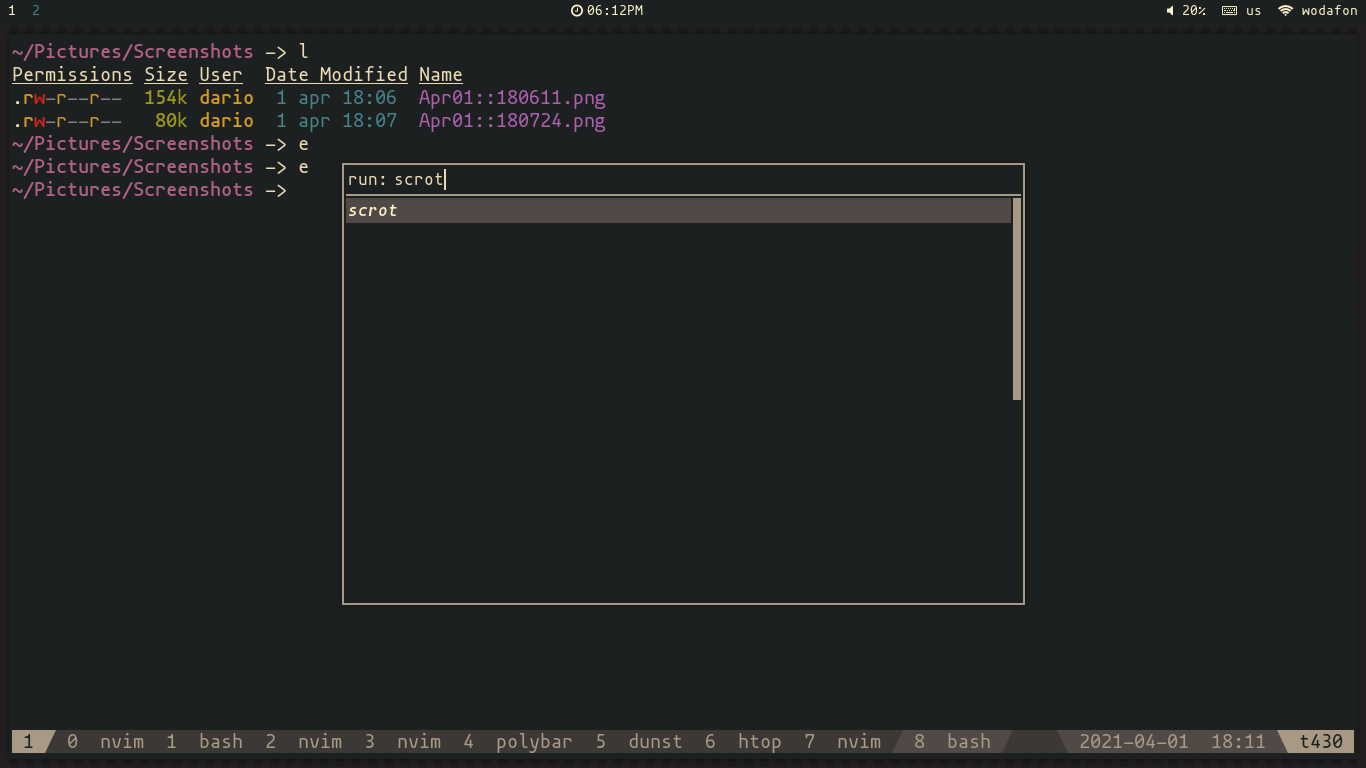 1 2 06:12PM 20% us wodafon
~/Pictures/Screenshots -> l
Permissions Size User Date Modified Name
.rw-r--r-- 154k dario 1 apr 18:06 Apr01::180611.png
.rw-r--r-- 80k dario 1 apr 18:07 Apr01::180724.png
~/Pictures/Screenshots -> e
~/Pictures/Screenshots -> e
~/Pictures/Screenshots ->
run: scrot
scrot
1 0 nvim 1 bash 2 nvim 3 nvim 4 polybar 5 dunst 6 htop 7 nvim 8 bash 2021-04-01 18:11 t430